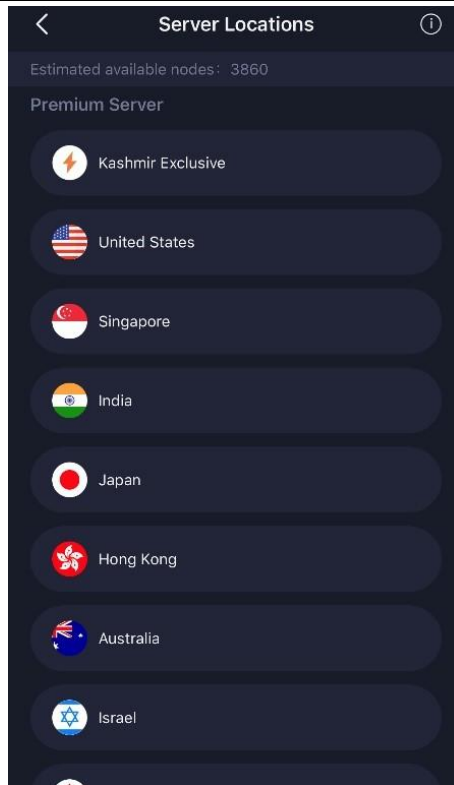 Server Locations
Estimated available nodes: 3860
Premium Server
Kashmir Exclusive
United States
Singapore
India
Japan
Hong Kong
Australia
Israel